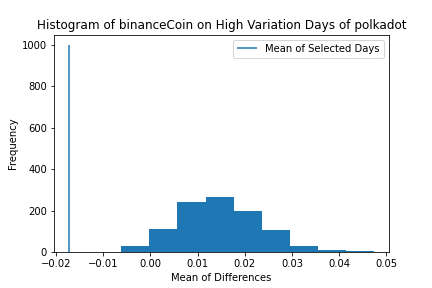 Histogram of binanceCoin on High Variation Days of polkadot
Mean of Selected Days
1000
800
600
400
200
0
Frequency
−0.02 −0.01 0.00 0.01 0.02 0.03 0.04 0.05
Mean of Differences